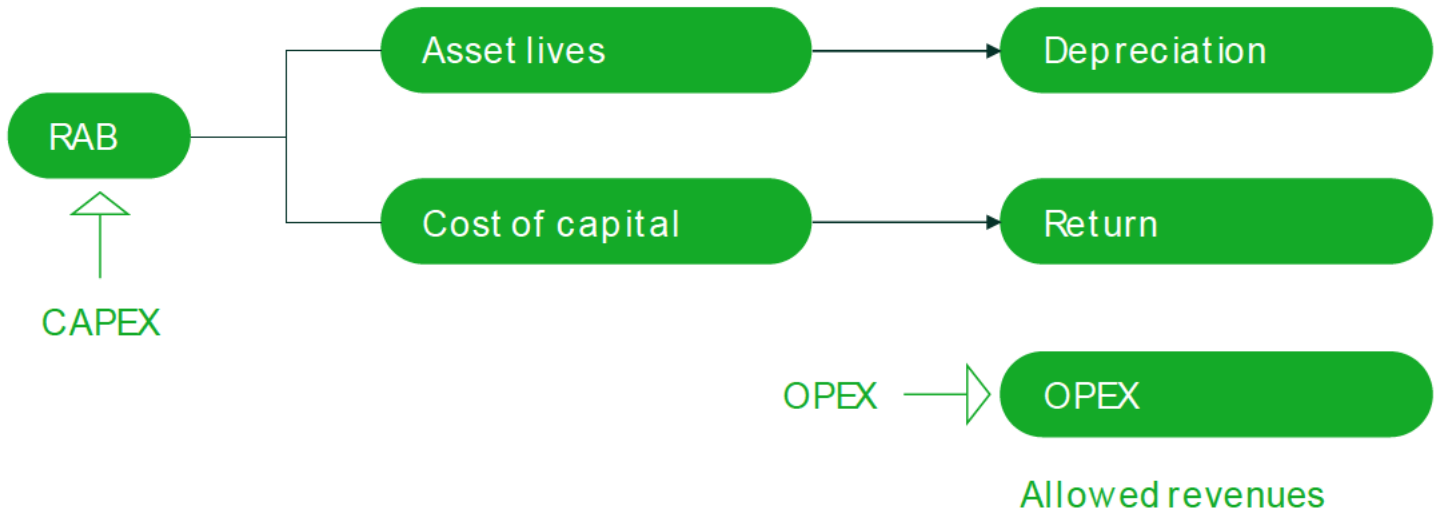 Asset lives
Depreciation
RAB
Cost of capital
Return
CAPEX
OPEX
OPEX
Allowed revenues